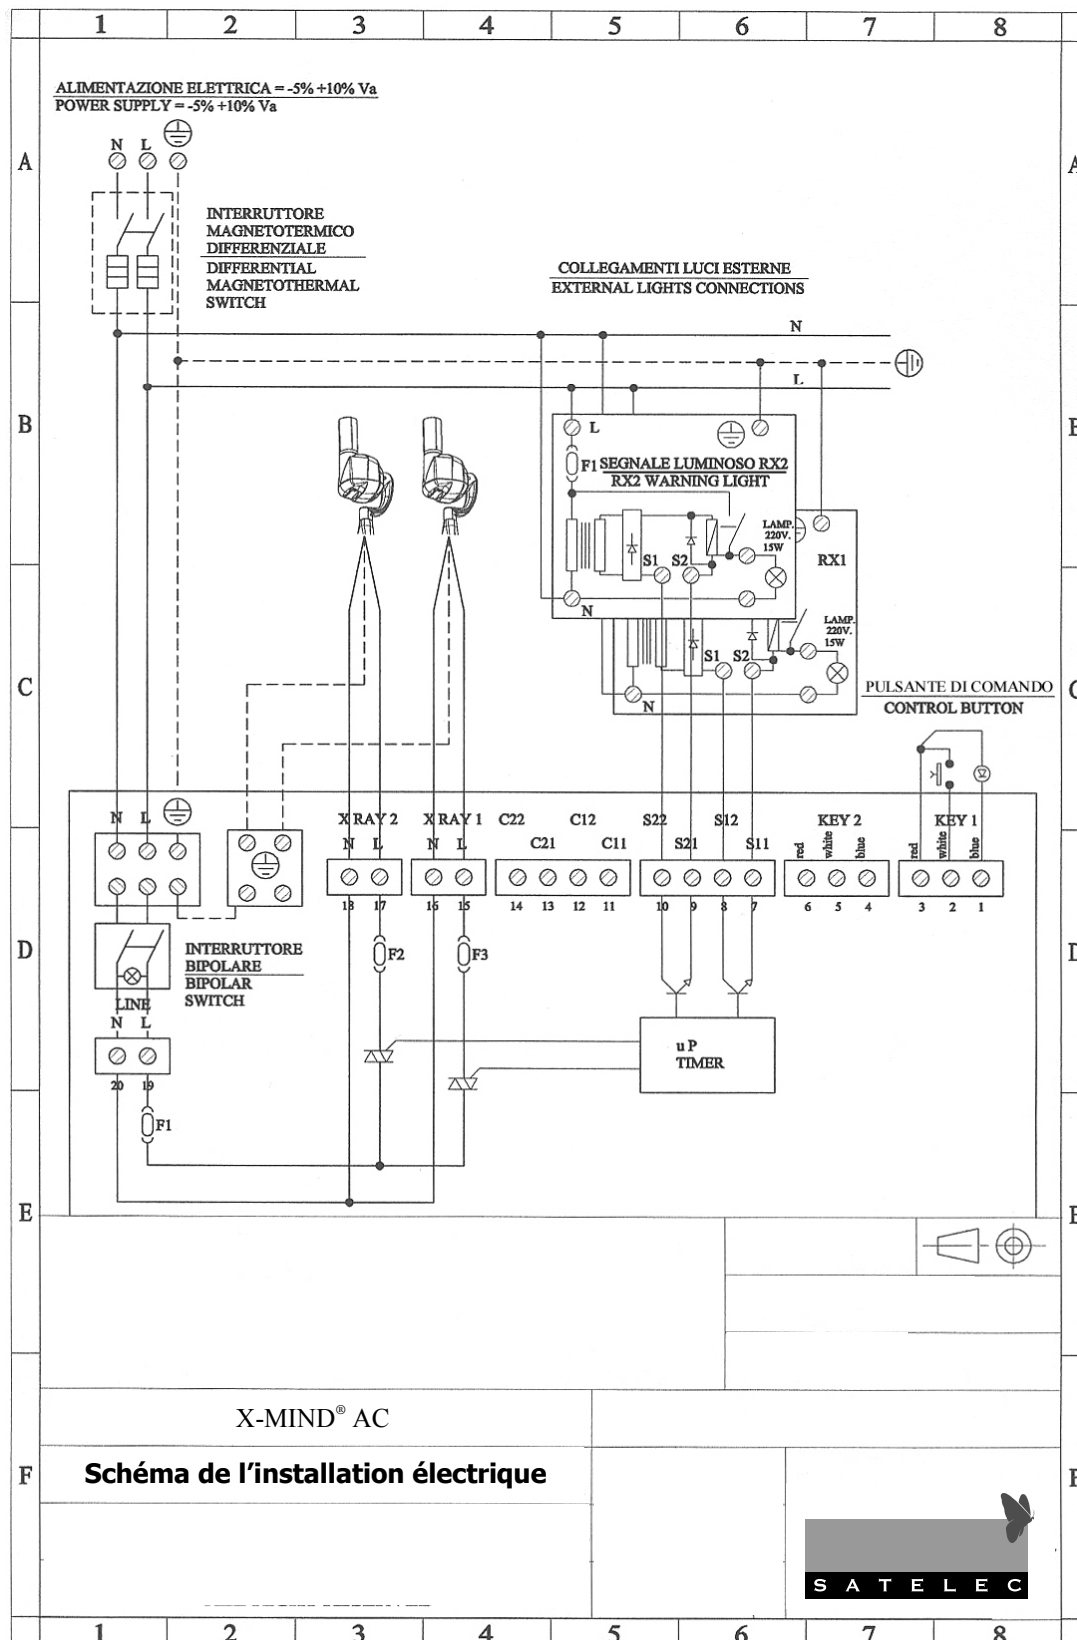 1 2 3 4 5 6 7 8
ALIMENTAZIONE ELETTRICA = -5% +10% Va
POWER SUPPLY = -5% +10% Va
N L
A A
INTERRUTTORE
MAGNETOTERMICO
DIFFERENZIALE
DIFFERENTIAL
MAGNETOTHERMAL
SWITCH
COLLEGAMENTI LUCI ESTERNE
EXTERNAL LIGHTS CONNECTIONS
N
L
B
L
F1 SEGNALE LUMINOSO RX2
RX2 WARNING LIGHT
LAMP.
220V.
15W
S1 S2
RX1
N
LAMP.
220V.
15W
S1 S2
N
C
PULSANTE DI COMANDO
CONTROL BUTTON
N L
X RAY 2 X RAY 1 C22 C12 S22 S12 KEY 2 KEY 1
N L N L C21 C11 S21 S11 red white blue red white blue
18 17 16 15 14 13 12 11 10 9 8 7 6 5 4 3 2 1
D
INTERRUTTORE
BIPOLARE
BIPOLAR
SWITCH
F2 F3
LINE
N L
u P
TIMER
20 19
F1
E
X-MIND® AC
F
Schéma de l’installation électrique
SATELEC
1 2 3 4 5 6 7 8